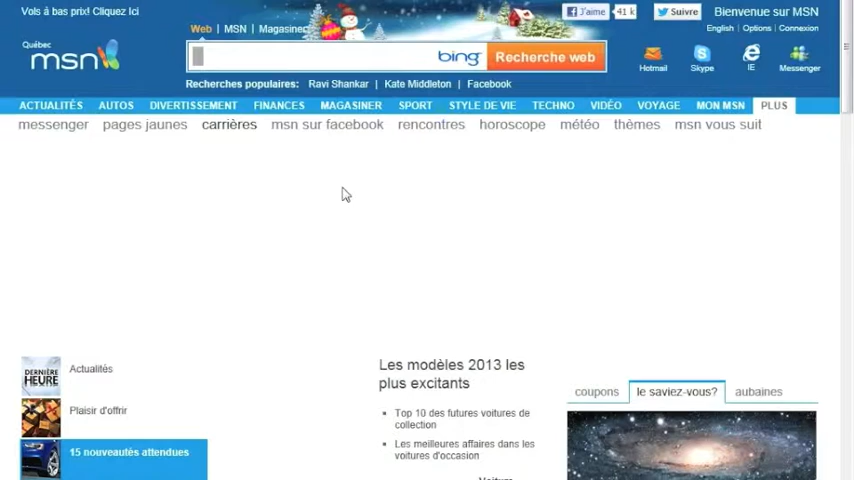 Vols à bas prix! Cliquez Ici
J'aime 41 k Suivre Bienvenue sur MSN
Web | MSN | Magasiner
English | Options | Connexion
Québec
msn
bing Recherche web
Hotmail Skype IE Messenger
Recherches populaires: Ravi Shankar | Kate Middleton | Facebook
ACTUALITÉS AUTOS DIVERTISSEMENT FINANCES MAGASINER SPORT STYLE DE VIE TECHNO VIDÉO VOYAGE MON MSN PLUS
messenger pages jaunes carrières msn sur facebook rencontres horoscope météo thèmes msn vous suit
DERNIÈRE
HEURE
Actualités
Plaisir d'offrir
15 nouveautés attendues
Les modèles 2013 les
plus excitants
Top 10 des futures voitures de
collection
Les meilleures affaires dans les
voitures d'occasion
coupons le saviez-vous? aubaines